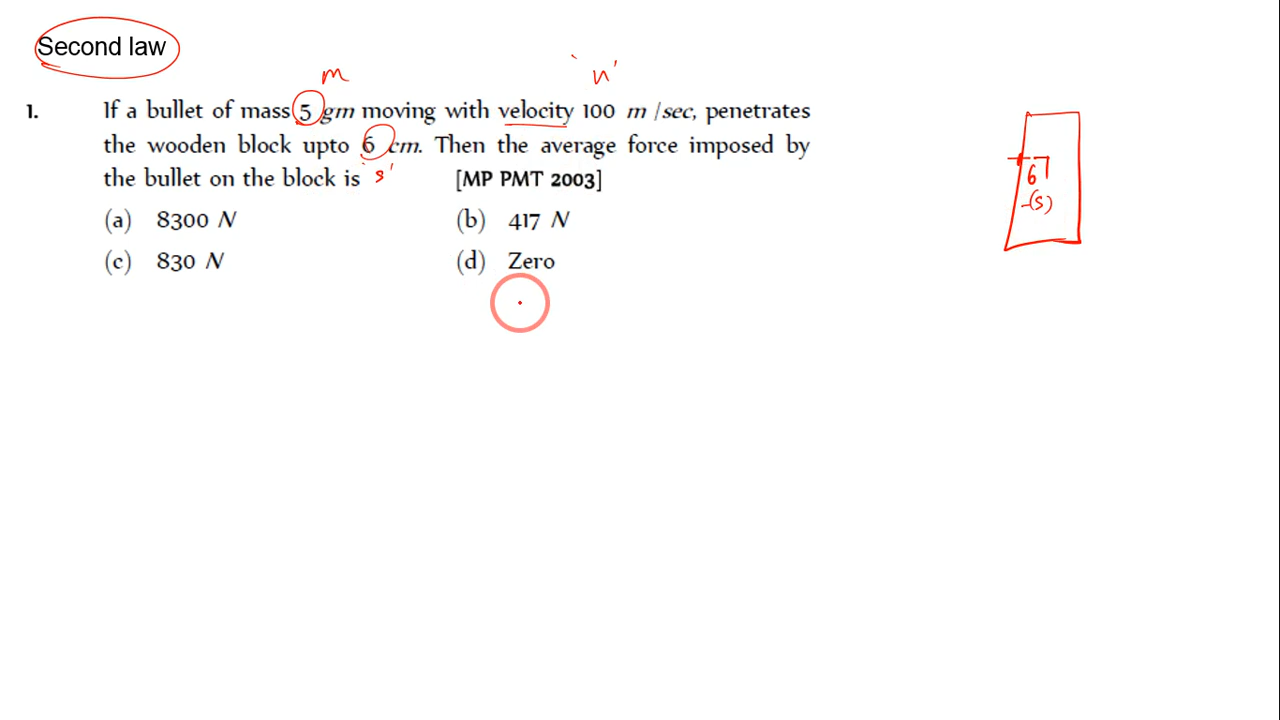 Second law
m 'u'
1. If a bullet of mass 5 gm moving with velocity 100 m/sec, penetrates
the wooden block upto 6 cm. Then the average force imposed by
the bullet on the block is 's' [MP PMT 2003]
(a) 8300 N (b) 417 N
(c) 830 N (d) Zero
6
(s)